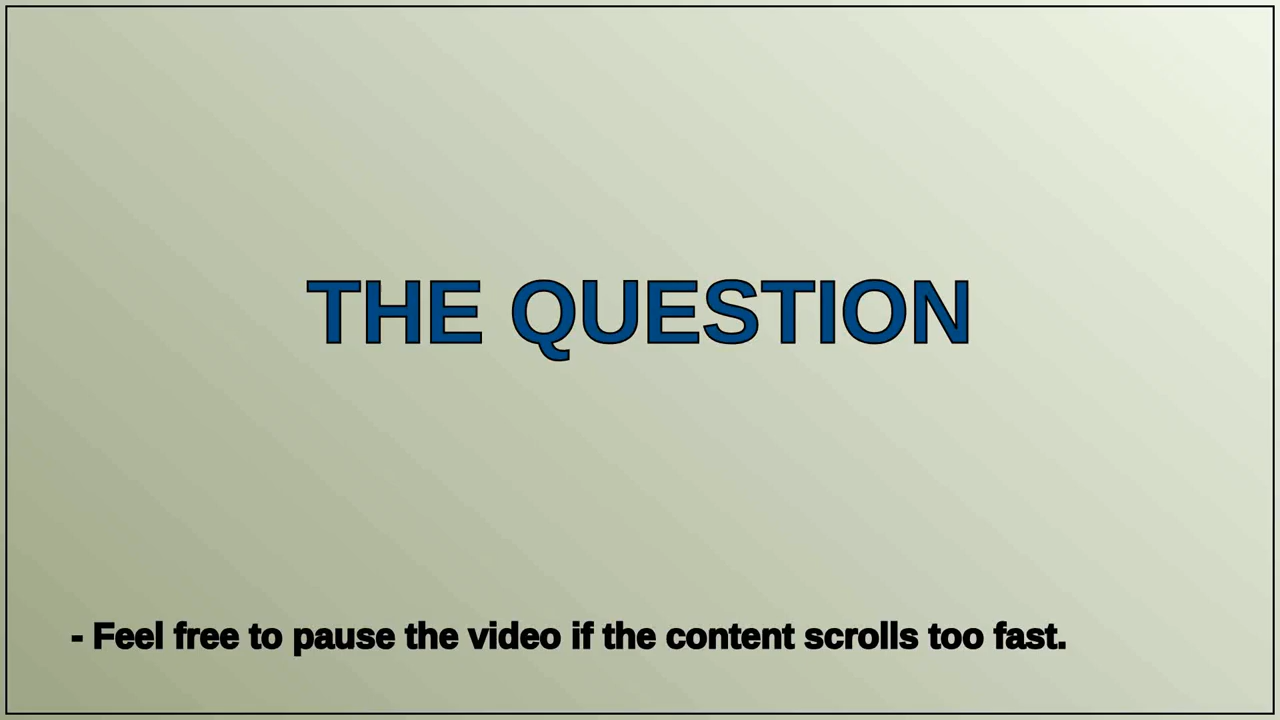 THE QUESTION
- Feel free to pause the video if the content scrolls too fast.